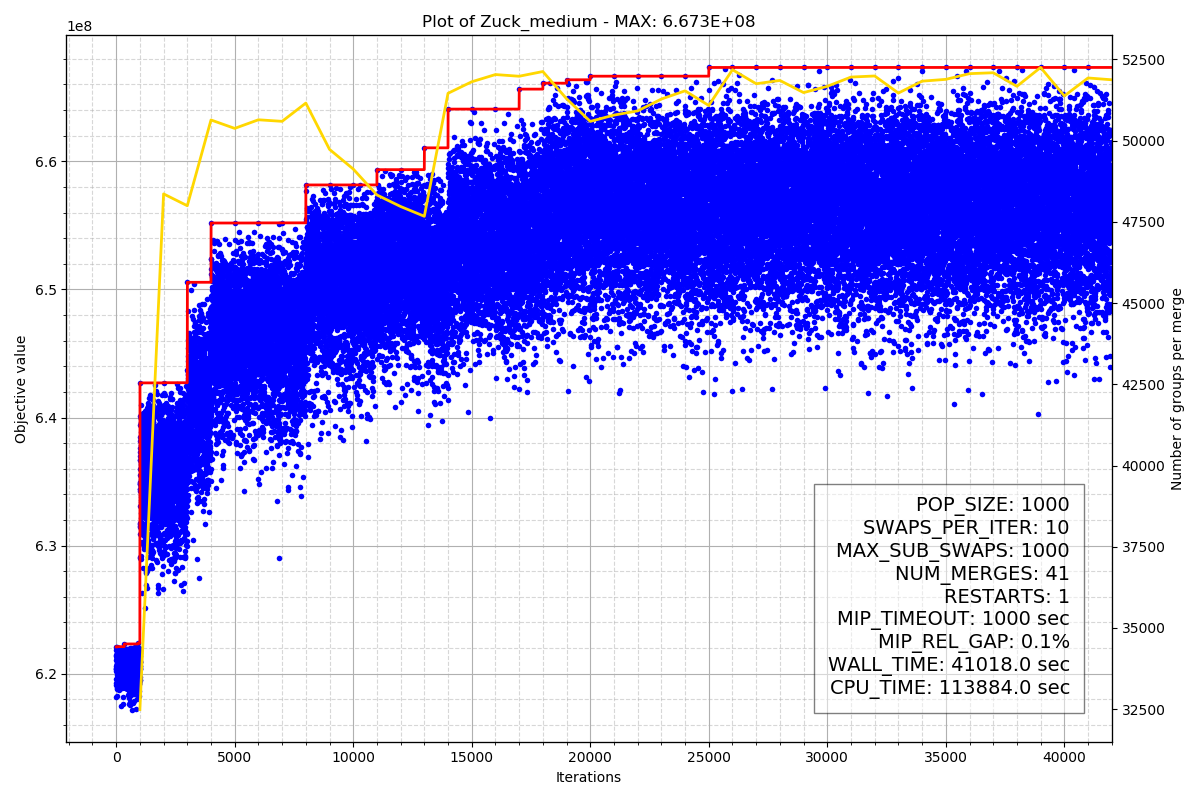 Plot of Zuck_medium - MAX: 6.673E+08
1e8
Objective value
6.6
6.5
6.4
6.3
6.2
52500
50000
47500
45000
42500
40000
37500
35000
32500
Number of groups per merge
POP_SIZE: 1000
SWAPS_PER_ITER: 10
MAX_SUB_SWAPS: 1000
NUM_MERGES: 41
RESTARTS: 1
MIP_TIMEOUT: 1000 sec
MIP_REL_GAP: 0.1%
WALL_TIME: 41018.0 sec
CPU_TIME: 113884.0 sec
0 5000 10000 15000 20000 25000 30000 35000 40000
Iterations